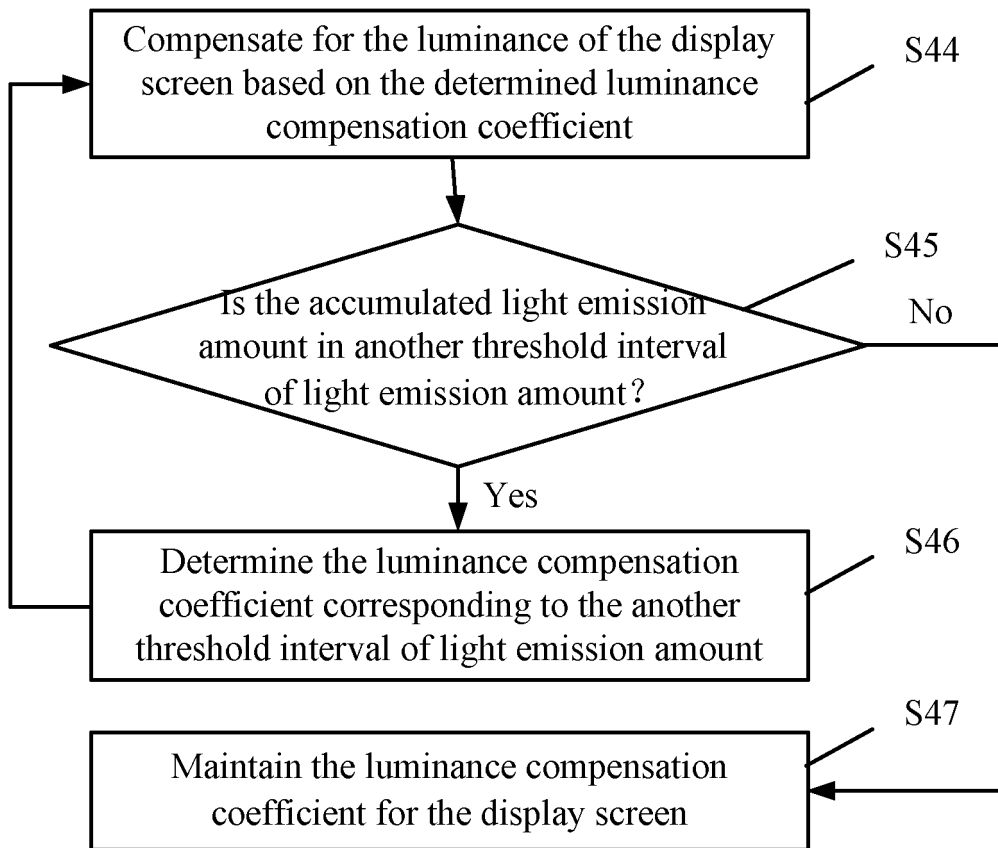 Compensate for the luminance of the display
screen based on the determined luminance
compensation coefficient
S44
S45
Is the accumulated light emission
amount in another threshold interval
of light emission amount?
No
Yes
Determine the luminance compensation
coefficient corresponding to the another
threshold interval of light emission amount
S46
S47
Maintain the luminance compensation
coefficient for the display screen